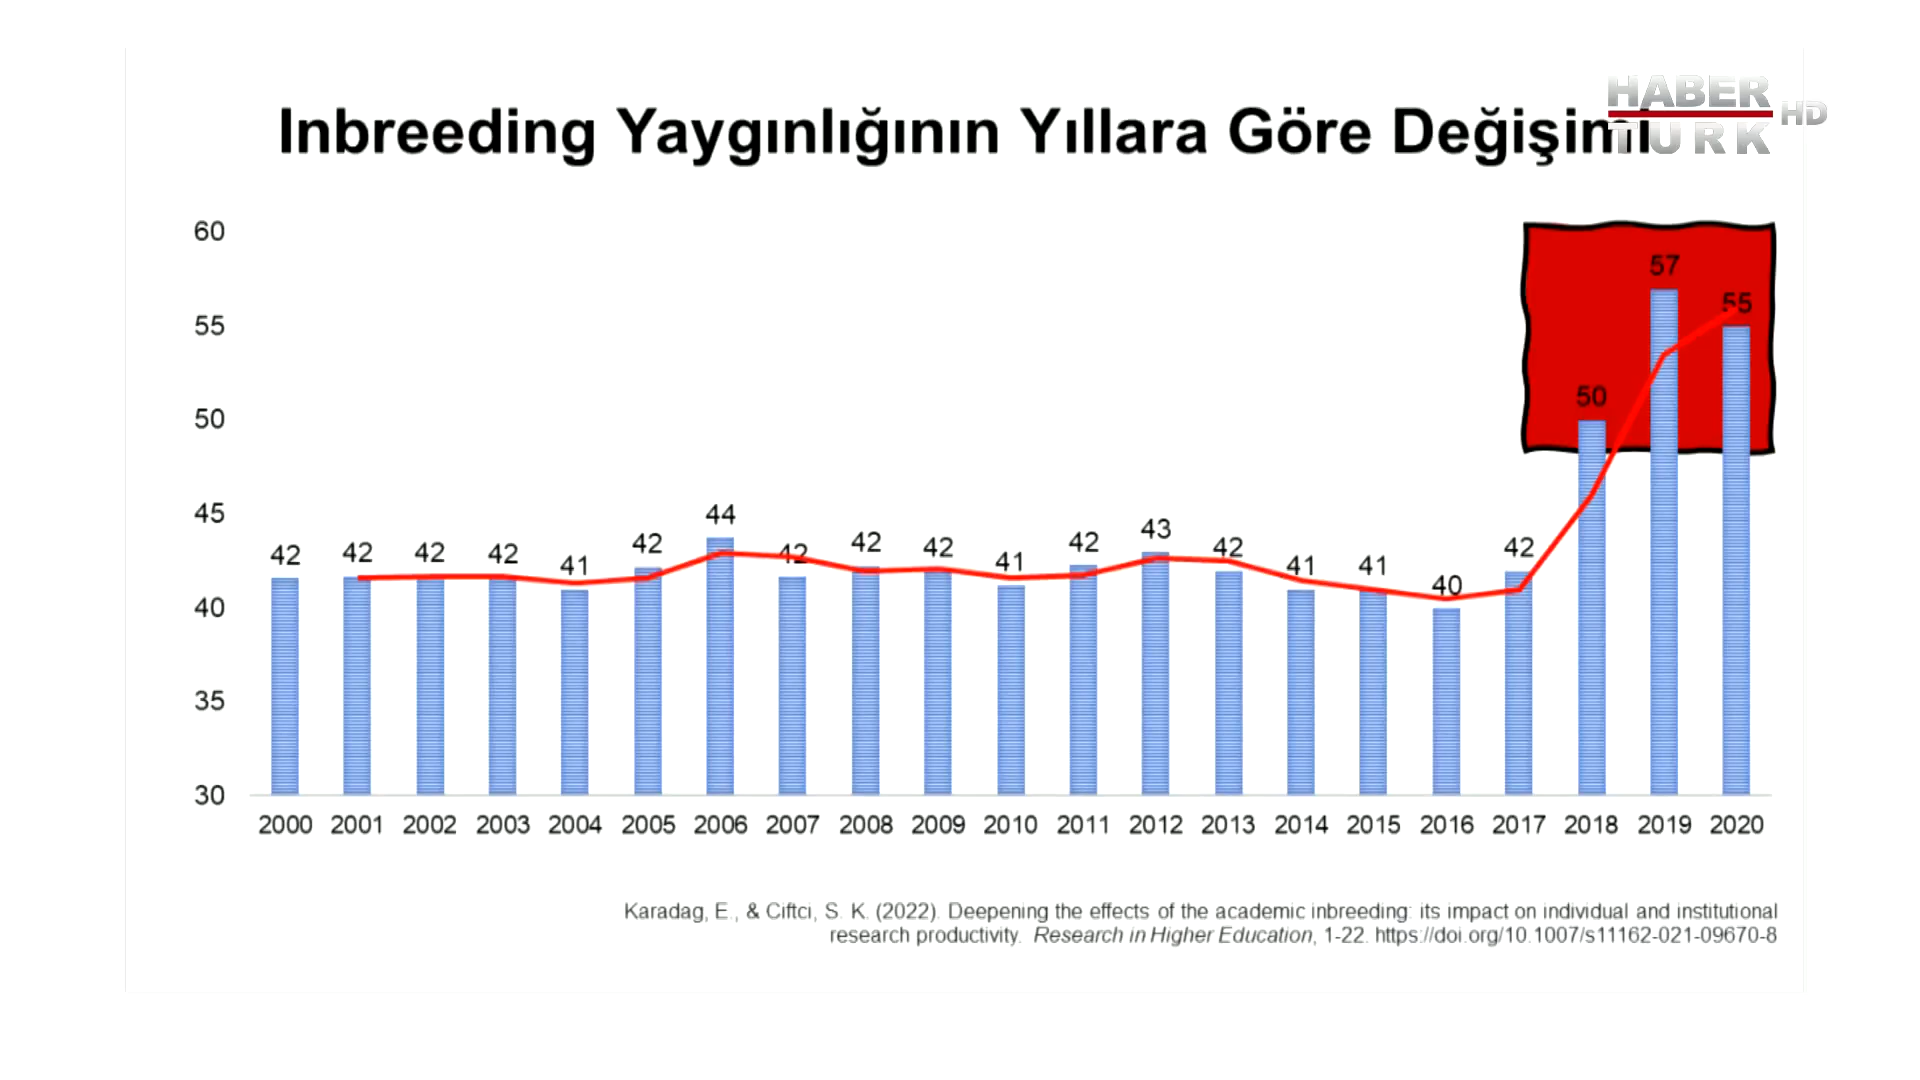 HABER
TÜRK HD
Inbreeding Yaygınlığının Yıllara Göre Değişimi
60
55
50
45
40
35
30
42 42 42 42 41 42 44 42 42 42 41 42 43 42 41 41 40 42 50 57 55
2000 2001 2002 2003 2004 2005 2006 2007 2008 2009 2010 2011 2012 2013 2014 2015 2016 2017 2018 2019 2020
Karadag, E., & Ciftci, S. K. (2022). Deepening the effects of the academic inbreeding: its impact on individual and institutional
research productivity. Research in Higher Education, 1-22. https://doi.org/10.1007/s11162-021-09670-8